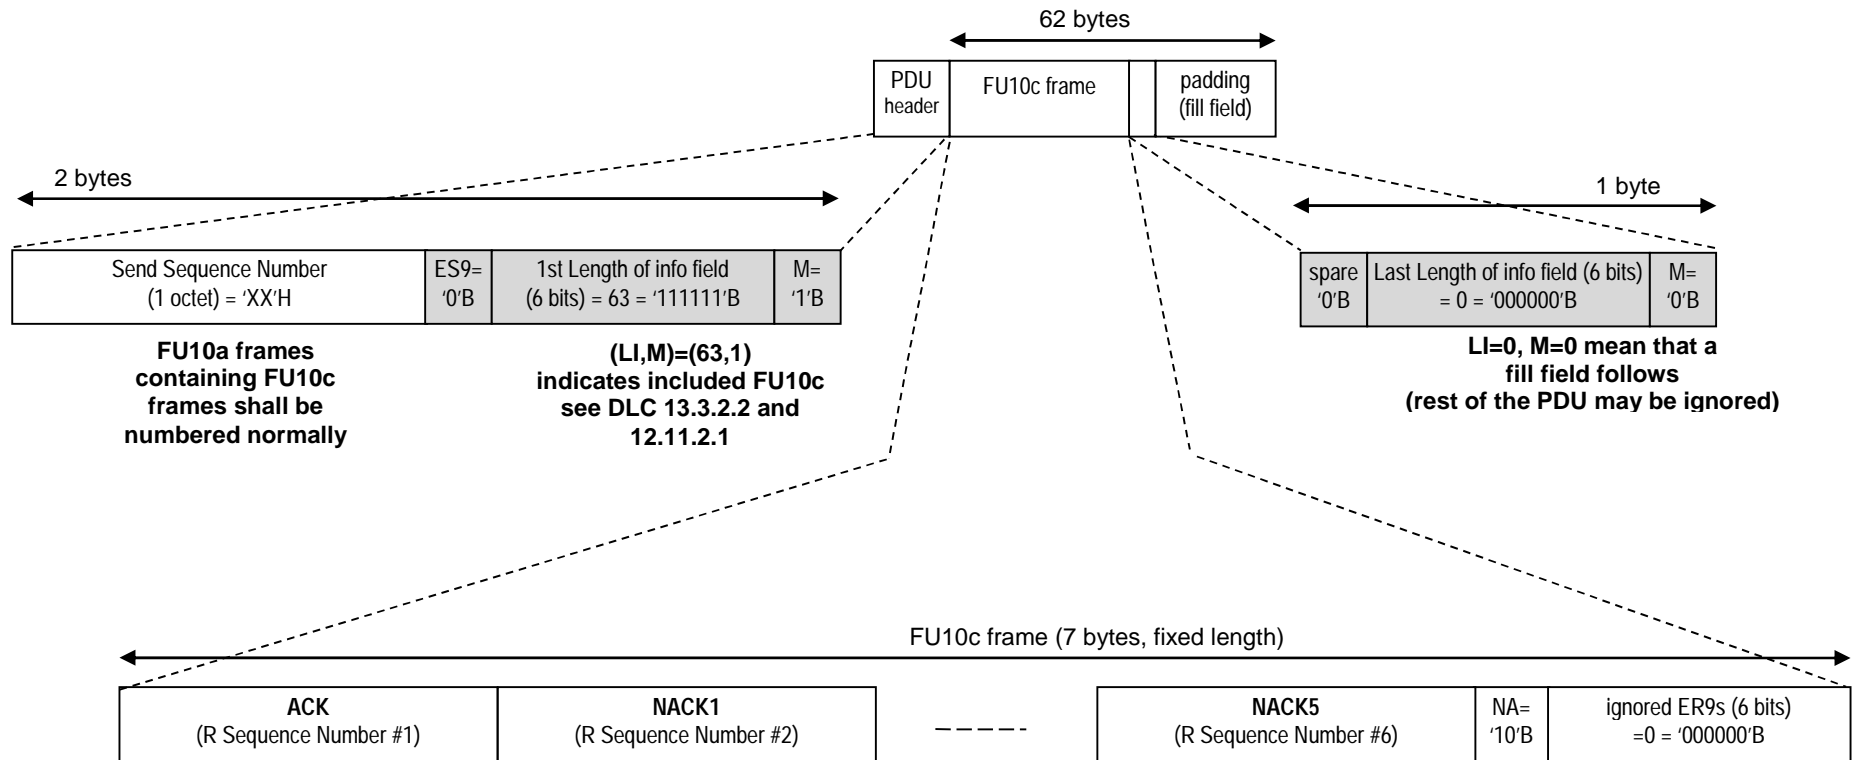 62 bytes
PDU
header
FU10c frame
padding
(fill field)
2 bytes
1 byte
Send Sequence Number
(1 octet) = ‘XX’H
ES9=
‘0’B
1st Length of info field
(6 bits) = 63 = ‘111111’B
M=
‘1’B
spare
‘0’B
Last Length of info field (6 bits)
= 0 = ‘000000’B
M=
‘0’B
FU10a frames
containing FU10c
frames shall be
numbered normally
(LI,M)=(63,1)
indicates included FU10c
see DLC 13.3.2.2 and
12.11.2.1
LI=0, M=0 mean that a
fill field follows
(rest of the PDU may be ignored)
FU10c frame (7 bytes, fixed length)
ACK
(R Sequence Number #1)
NACK1
(R Sequence Number #2)
NACK5
(R Sequence Number #6)
NA=
‘10’B
ignored ER9s (6 bits)
=0 = ‘000000’B